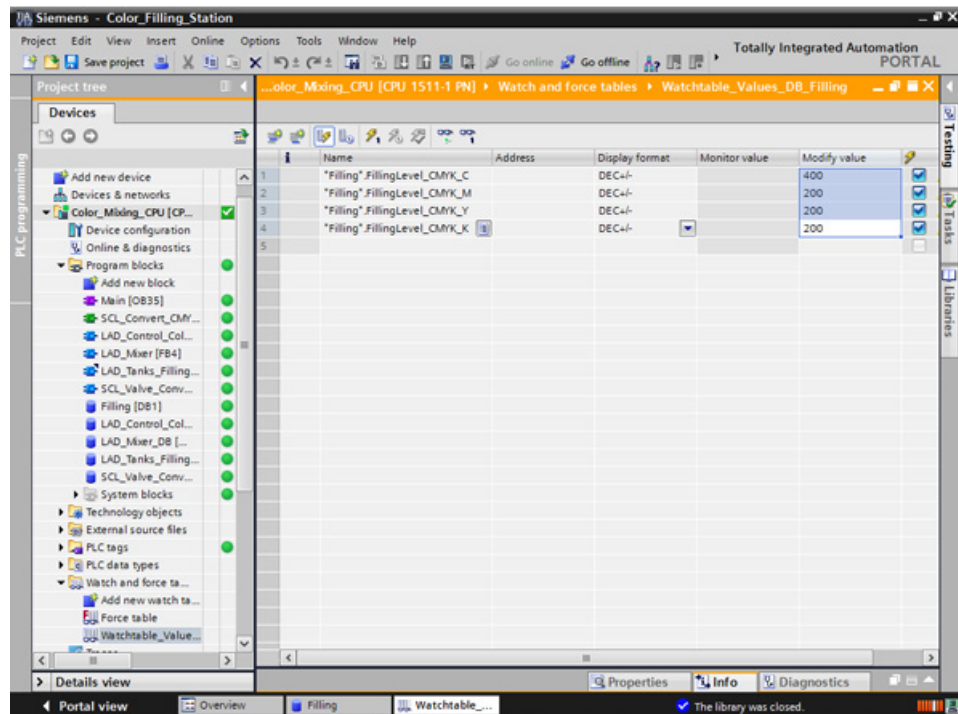 Siemens - Color_Filling_Station
Project Edit View Insert Online Options Tools Window Help
Totally Integrated Automation
PORTAL
Save project Go online Go offline
Project tree
...olor_Mixing_CPU [CPU 1511-1 PN] Watch and force tables Watchtable_Values_DB_Filling
Devices
i Name Address Display format Monitor value Modify value
1 "Filling".FillingLevel_CMYK_C DEC+/- 400
2 "Filling".FillingLevel_CMYK_M DEC+/- 200
3 "Filling".FillingLevel_CMYK_Y DEC+/- 200
4 "Filling".FillingLevel_CMYK_K DEC+/- 200
5
Add new device
Devices & networks
Color_Mixing_CPU [CP...
Device configuration
Online & diagnostics
Program blocks
Add new block
Main [OB35]
SCL_Convert_CMY...
LAD_Control_Col...
LAD_Mixer [FB4]
LAD_Tanks_Filling...
SCL_Valve_Conv...
Filling [DB1]
LAD_Control_Col...
LAD_Mixer_DB [...
LAD_Tanks_Filling...
SCL_Valve_Conv...
System blocks
Technology objects
External source files
PLC tags
PLC data types
Watch and force ta...
Add new watch ta...
Force table
Watchtable_Value...
PLC programming
Testing
Tasks
Libraries
Details view
Properties Info Diagnostics
Portal view Overview Filling Watchtable_... The library was closed.